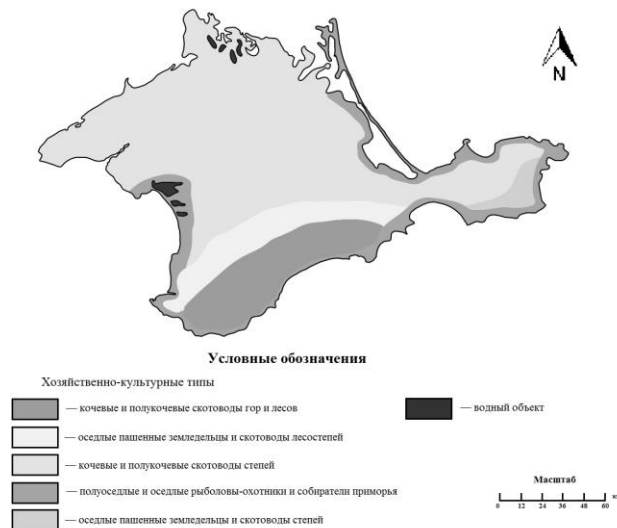 N
Условные обозначения
Хозяйственно-культурные типы
— кочевые и полукочевые скотоводы гор и лесов
— водный объект
— оседлые пашенные земледельцы и скотоводы лесостепей
— кочевые и полукочевые скотоводы степей
— полуоседлые и оседлые рыболовы-охотники и собиратели приморья
— оседлые пашенные земледельцы и скотоводы степей
Масштаб
0 12 24 36 48 60